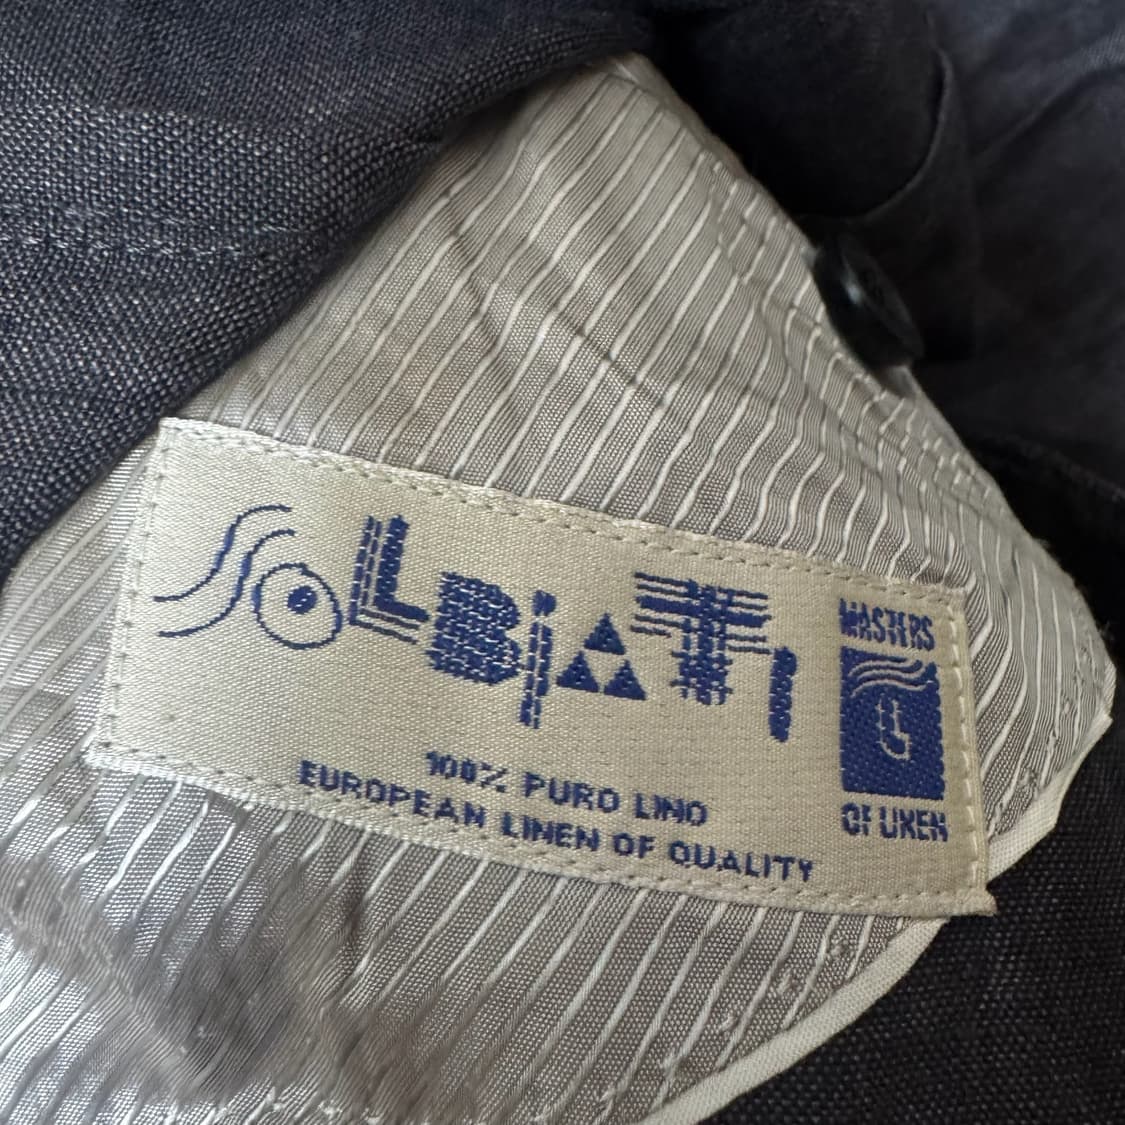 SOLBIATI
100% PURO LINO
EUROPEAN LINEN OF QUALITY
MASTERS
L
OF LINEN